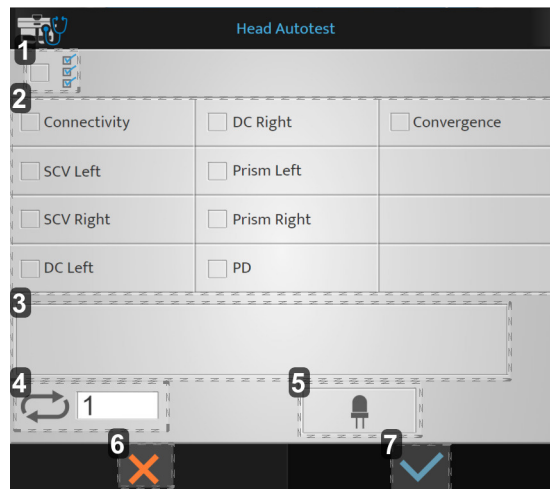 Head Autotest
1
2
Connectivity DC Right Convergence
SCV Left Prism Left
SCV Right Prism Right
DC Left PD
3
4 5
1
6 7